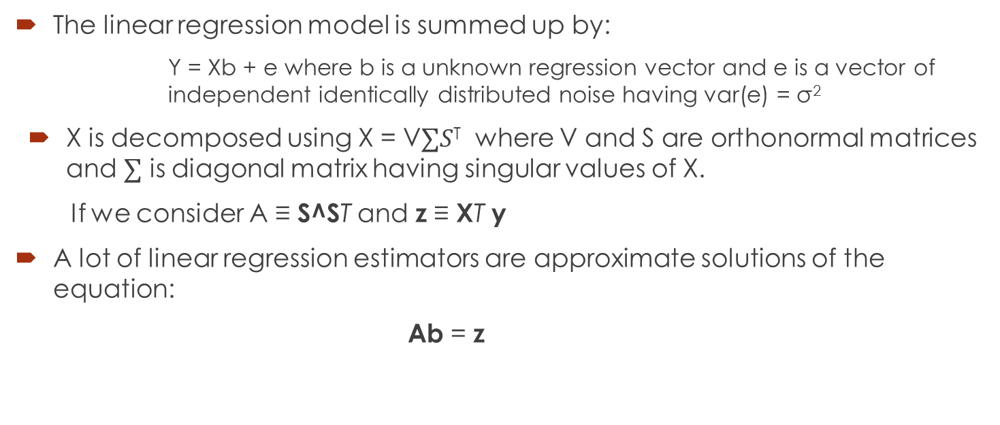 The linear regression model is summed up by:
Y = Xb + e where b is a unknown regression vector and e is a vector of
independent identically distributed noise having var(e) = σ²
X is decomposed using X = V∑Sᵀ where V and S are orthonormal matrices
and ∑ is diagonal matrix having singular values of X.
If we consider A ≡ S∧ST and z ≡ XT y
A lot of linear regression estimators are approximate solutions of the
equation:
Ab = z